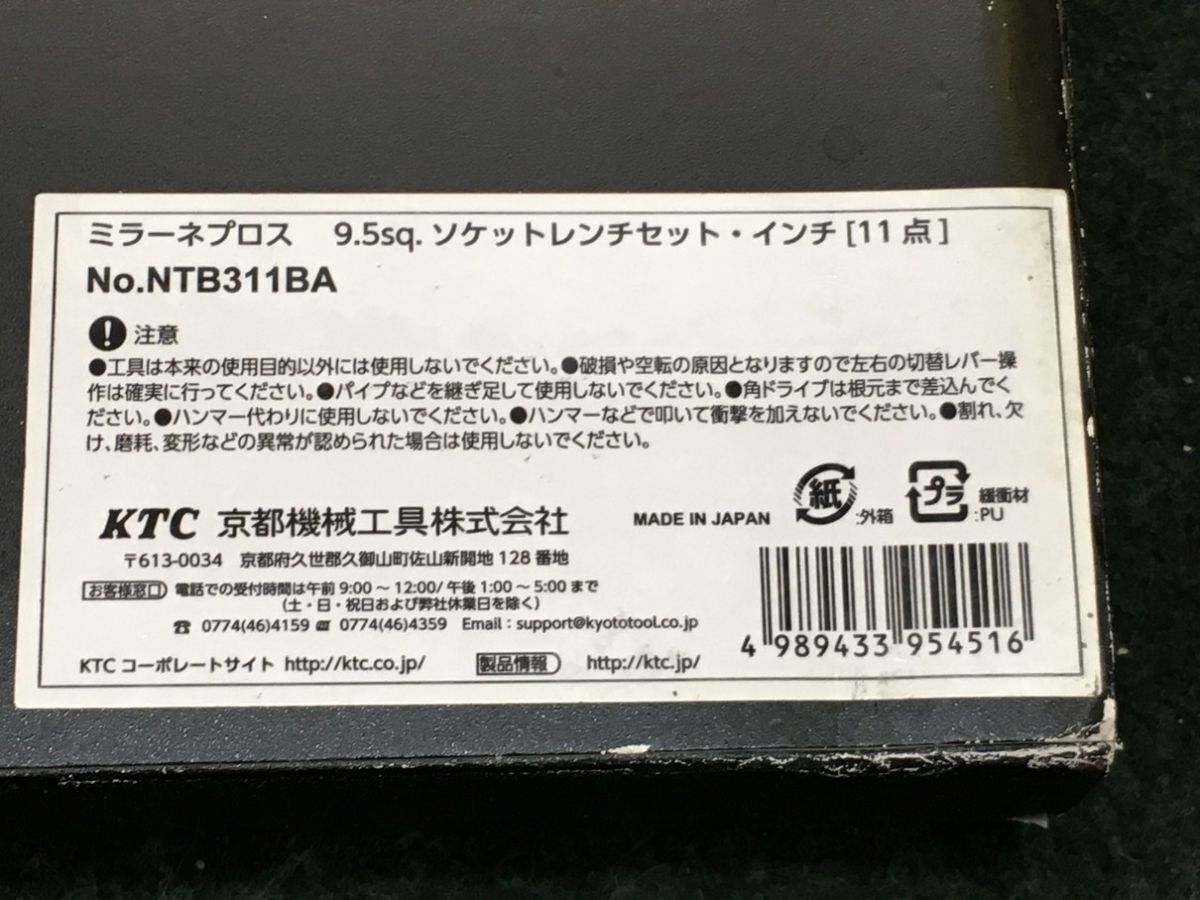 ミラーネプロス 9.5sq. ソケットレンチセット・インチ [11 点]
No.NTB311BA
! 注意
●工具は本来の使用目的以外には使用しないでください。●破損や空転の原因となりますので左右の切替レバー操
作は確実に行ってください。●パイプなどを継ぎ足して使用しないでください。●角ドライブは根元まで差込んでく
ださい。●ハンマー代わりに使用しないでください。●ハンマーなどで叩いて衝撃を加えないでください。●割れ、欠
け、磨耗、変形などの異常が認められた場合は使用しないでください。
紙 :外箱 プラ 緩衝材 :PU
KTC 京都機械工具株式会社 MADE IN JAPAN
〒613-0034 京都府久世郡久御山町佐山新開地 128 番地
お客様窓口 電話での受付時間は午前 9:00 ~ 12:00/ 午後 1:00 ~ 5:00 まで
(土・日・祝日および弊社休業日を除く)
☎ 0774(46)4159 📠 0774(46)4359 Email : support@kyototool.co.jp
KTC コーポレートサイト http://ktc.co.jp/ 製品情報 http://ktc.jp/
4 989433 954516